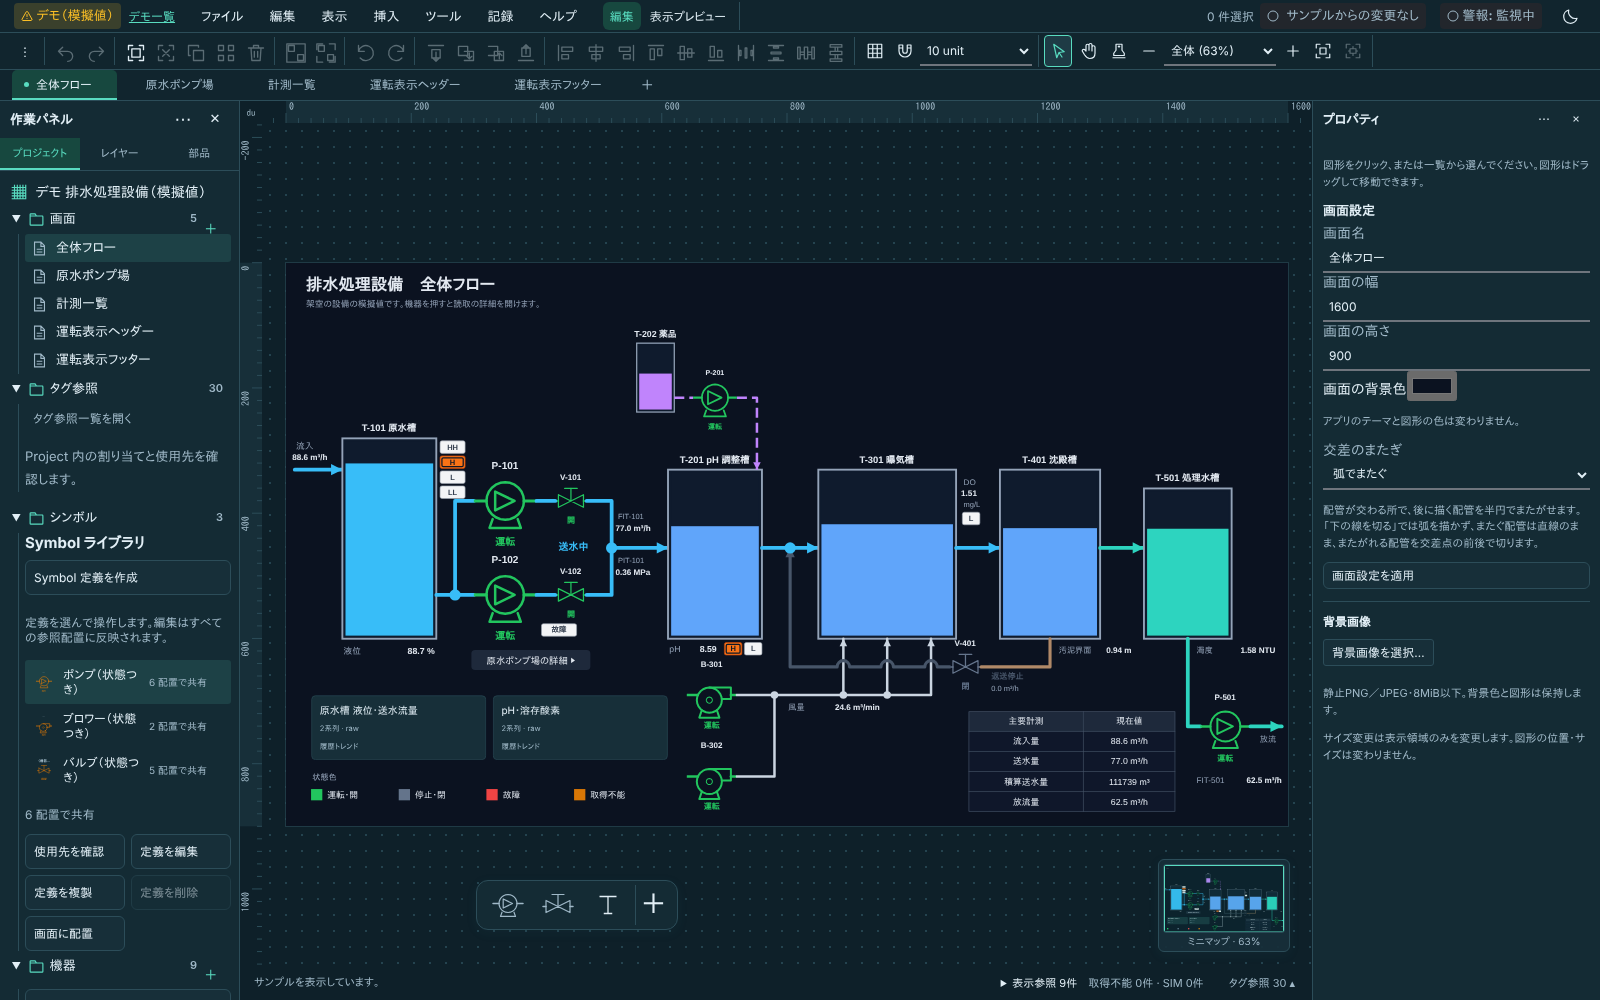 デモ(模擬値)
デモ一覧
ファイル
編集
表示
挿入
ツール
記録
ヘルプ
編集
表示プレビュー
0 件選択
サンプルからの変更なし
警報: 監視中
10 unit
全体 (63%)
全体フロー
原水ポンプ場
計測一覧
運転表示ヘッダー
運転表示フッター
作業パネル
プロジェクト
レイヤー
部品
デモ 排水処理設備(模擬値)
画面
5
全体フロー
原水ポンプ場
計測一覧
運転表示ヘッダー
運転表示フッター
タグ参照
30
タグ参照一覧を開く
Project 内の割り当てと使用先を確
認します。
シンボル
3
Symbol ライブラリ
Symbol 定義を作成
定義を選んで操作します。編集はすべて
の参照配置に反映されます。
ポンプ(状態つ
き)
6 配置で共有
ブロワー(状態
つき)
2 配置で共有
バルブ(状態つ
き)
5 配置で共有
6 配置で共有
使用先を確認
定義を編集
定義を複製
定義を削除
画面に配置
機器
9
du
0
200
400
600
800
1000
1200
1400
1600
-200
0
200
400
600
800
1000
排水処理設備 全体フロー
架空の設備の模擬値です。機器を押すと読取の詳細を開けます。
T-202 薬品
P-201
運転
T-101 原水槽
流入
88.6 m³/h
HH
H
L
LL
P-101
運転
V-101
開
FIT-101
77.0 m³/h
送水中
PIT-101
0.36 MPa
P-102
運転
V-102
開
故障
液位
88.7 %
原水ポンプ場の詳細 ▸
T-201 pH 調整槽
pH
8.59
H
L
T-301 曝気槽
DO
1.51
mg/L
L
T-401 沈殿槽
T-501 処理水槽
V-401
閉
汚泥界面
0.94 m
返送停止
0.0 m³/h
濁度
1.58 NTU
B-301
運転
風量
24.6 m³/min
B-302
運転
P-501
運転
放流
FIT-501
62.5 m³/h
原水槽 液位・送水流量
2系列 · raw
履歴トレンド
pH・溶存酸素
2系列 · raw
履歴トレンド
状態色
運転・開
停止・閉
故障
取得不能
主要計測
現在値
流入量
88.6 m³/h
送水量
77.0 m³/h
積算送水量
111739 m³
放流量
62.5 m³/h
ミニマップ · 63%
サンプルを表示しています。
▸ 表示参照 9件
取得不能 0件 · SIM 0件
タグ参照 30 ▴
プロパティ
図形をクリック、または一覧から選んでください。図形はドラ
ッグして移動できます。
画面設定
画面名
全体フロー
画面の幅
1600
画面の高さ
900
画面の背景色
アプリのテーマと図形の色は変わりません。
交差のまたぎ
弧でまたぐ
配管が交わる所で、後に描く配管を半円でまたがせます。
「下の線を切る」では弧を描かず、またぐ配管は直線のま
ま、またがれる配管を交差点の前後で切ります。
画面設定を適用
背景画像
背景画像を選択...
静止PNG/JPEG・8MiB以下。背景色と図形は保持しま
す。
サイズ変更は表示領域のみを変更します。図形の位置・サ
イズは変わりません。